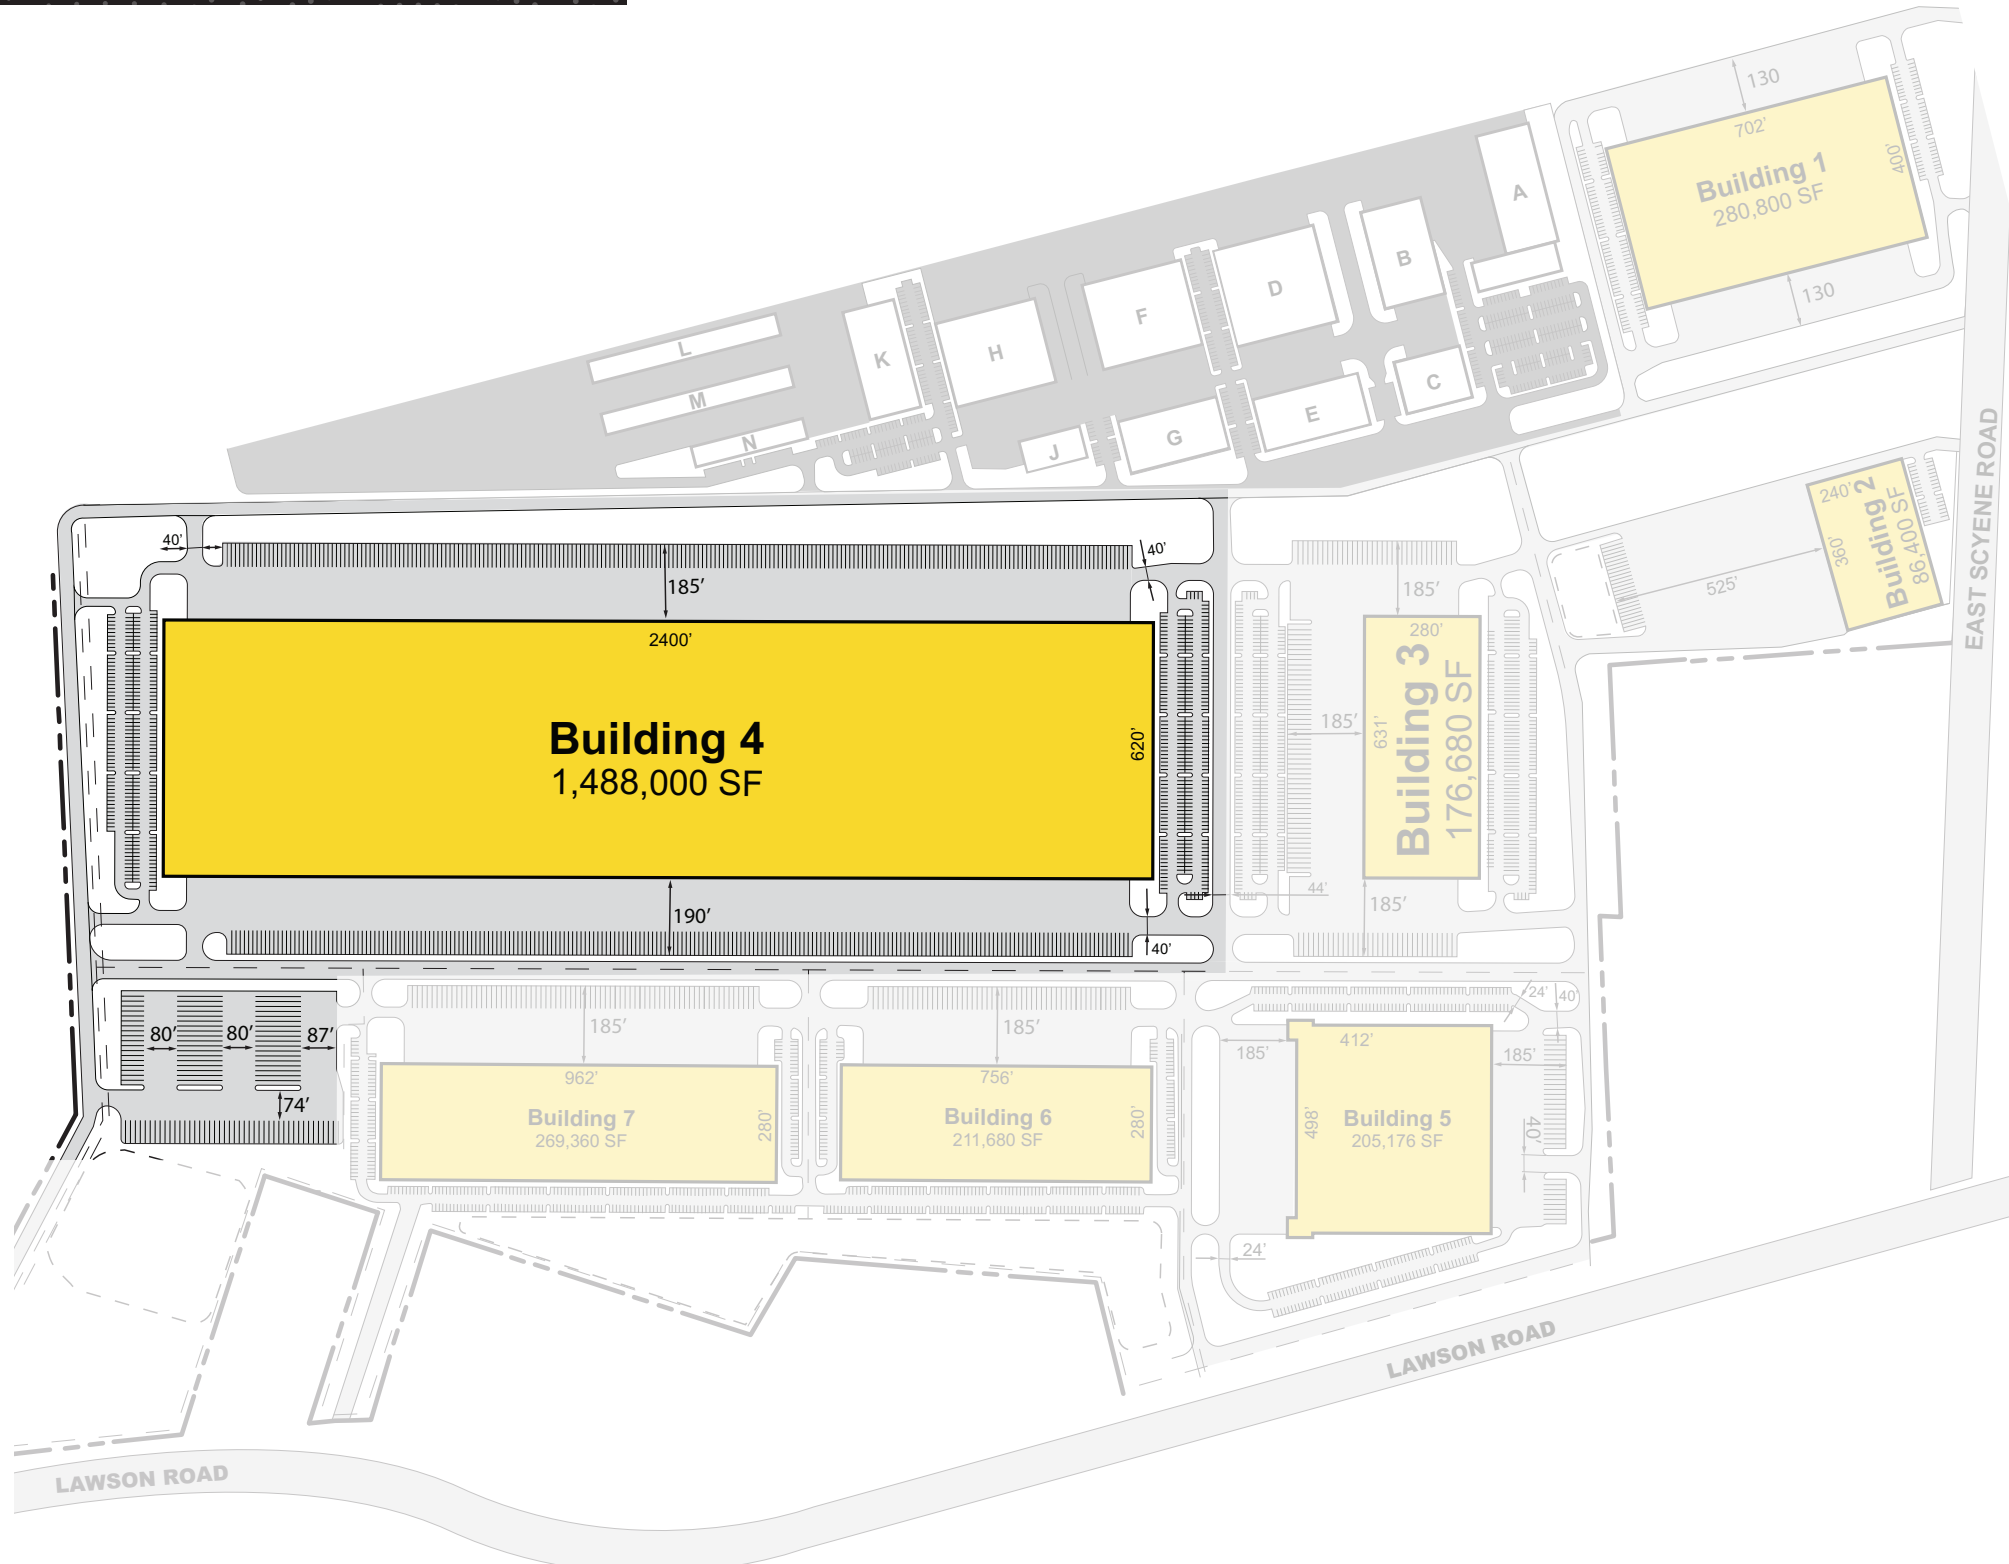 130
702’
400’
Building 1
280,800 SF
130
A
B
C
D
E
F
G
H
J
K
L
M
N
EAST SCYENE ROAD
240’
360’
Building 2
86,400 SF
525’
40’
185’
40’
2400’
Building 4
1,488,000 SF
620’
190’
40’
44’
185’
280’
185’
631’
Building 3
176,680 SF
185’
80’
80’
87’
74’
185’
962’
Building 7
269,360 SF
280’
185’
756’
Building 6
211,680 SF
280’
24’
40’
185’
412’
185’
498’
Building 5
205,176 SF
40’
24’
LAWSON ROAD
LAWSON ROAD